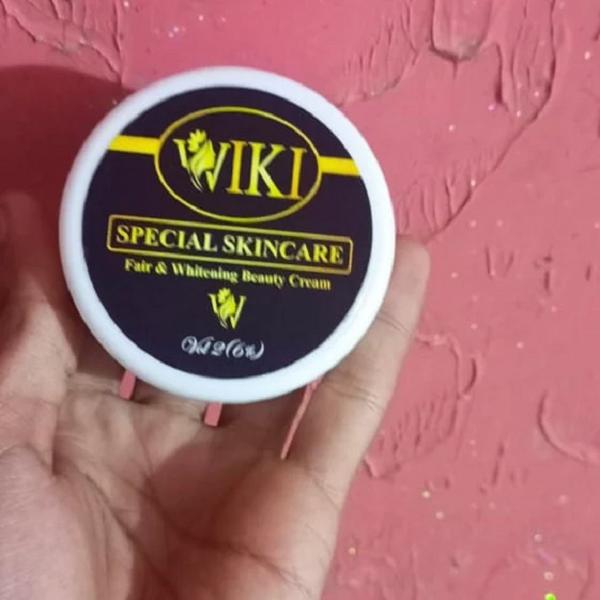 WIKI
SPECIAL SKINCARE
Fair & Whitening Beauty Cream
W